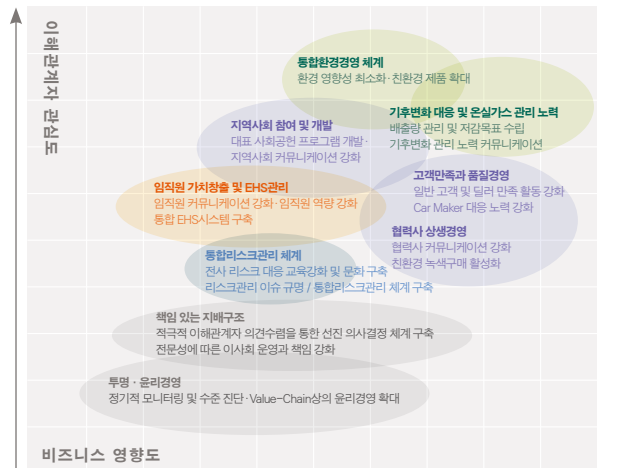 이해관계자 관심도
통합환경경영 체계
환경 영향성 최소화· 친환경 제품 확대
기후변화 대응 및 온실가스 관리 노력
배출량 관리 및 저감목표 수립
기후변화 관리 노력 커뮤니케이션
지역사회 참여 및 개발
대표 사회공헌 프로그램 개발·
지역사회 커뮤니케이션 강화
고객만족과 품질경영
일반 고객 및 딜러 만족 활동 강화
Car Maker 대응 노력 강화
임직원 가치창출 및 EHS관리
임직원 커뮤니케이션 강화· 임직원 역량 강화
통합 EHS시스템 구축
협력사 상생경영
협력사 커뮤니케이션 강화
친환경 녹색구매 활성화
통합리스크관리 체계
전사 리스크 대응 교육강화 및 문화 구축
리스크관리 이슈 규명 / 통합리스크관리 체계 구축
책임 있는 지배구조
적극적 이해관계자 의견수렴을 통한 선진 의사결정 체계 구축
전문성에 따른 이사회 운영과 책임 강화
투명 · 윤리경영
정기적 모니터링 및 수준 진단· Value-Chain상의 윤리경영 확대
비즈니스 영향도